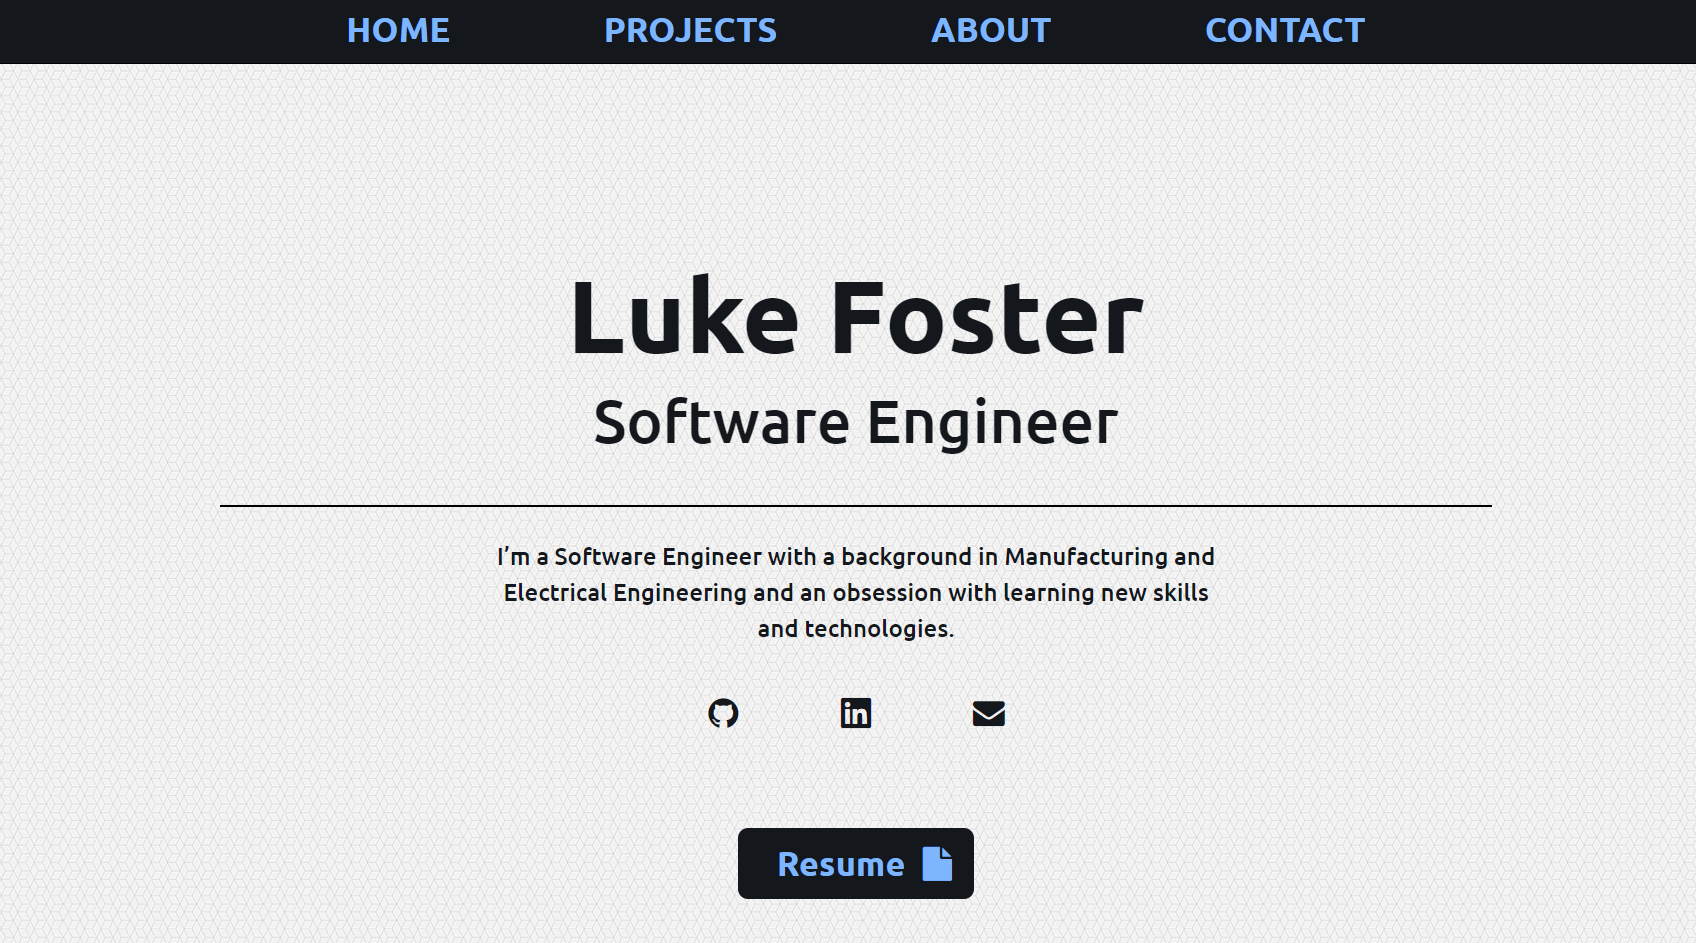 HOME PROJECTS ABOUT CONTACT
Luke Foster
Software Engineer
I’m a Software Engineer with a background in Manufacturing and
Electrical Engineering and an obsession with learning new skills
and technologies.
in
Resume